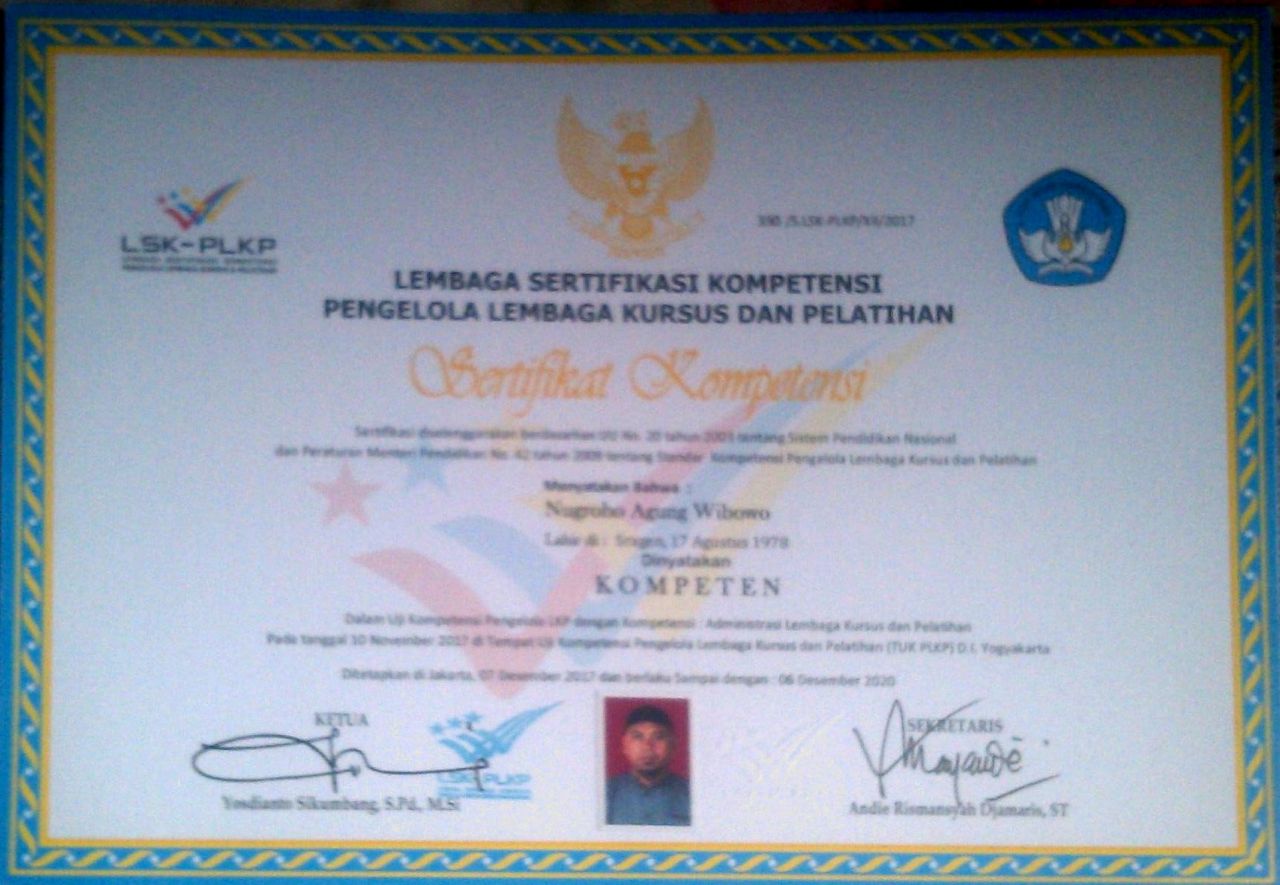 LSK-PLKP
/S.LSK-PLKP/XII/2017
LEMBAGA SERTIFIKASI KOMPETENSI
PENGELOLA LEMBAGA KURSUS DAN PELATIHAN
Sertifikat Kompetensi
Sertifikasi diselenggarakan berdasarkan UU No. 20 tahun 2003 tentang Sistem Pendidikan Nasional
dan Peraturan Menteri Pendidikan No. 42 tahun 2009 tentang Standar Kompetensi Pengelola Lembaga Kursus dan Pelatihan
Menyatakan Bahwa :
Nugroho Agung Wibowo
Lahir di : Sragen, 17 Agustus 1978
Dinyatakan
KOMPETEN
Dalam Uji Kompetensi Pengelola LKP dengan Kompetensi : Administrasi Lembaga Kursus dan Pelatihan
Pada tanggal 10 November 2017 di Tempat Uji Kompetensi Pengelola Lembaga Kursus dan Pelatihan (TUK PLKP) D.I. Yogyakarta
Ditetapkan di Jakarta, 07 Desember 2017 dan berlaku Sampai dengan : 06 Desember 2020
KETUA
LSK-PLKP
Yosdianto Sikumbang, S.Pd., M.Si
SEKRETARIS
Andie Rismansyah Djamaris, ST